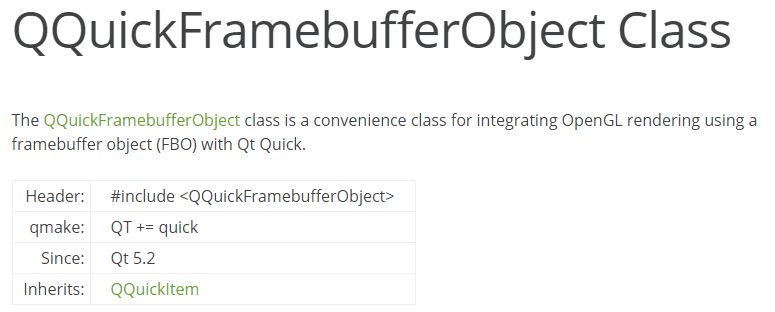 QQuickFramebufferObject Class
The QQuickFramebufferObject class is a convenience class for integrating OpenGL rendering using a
framebuffer object (FBO) with Qt Quick.
Header: #include <QQuickFramebufferObject>
qmake: QT += quick
Since: Qt 5.2
Inherits: QQuickItem